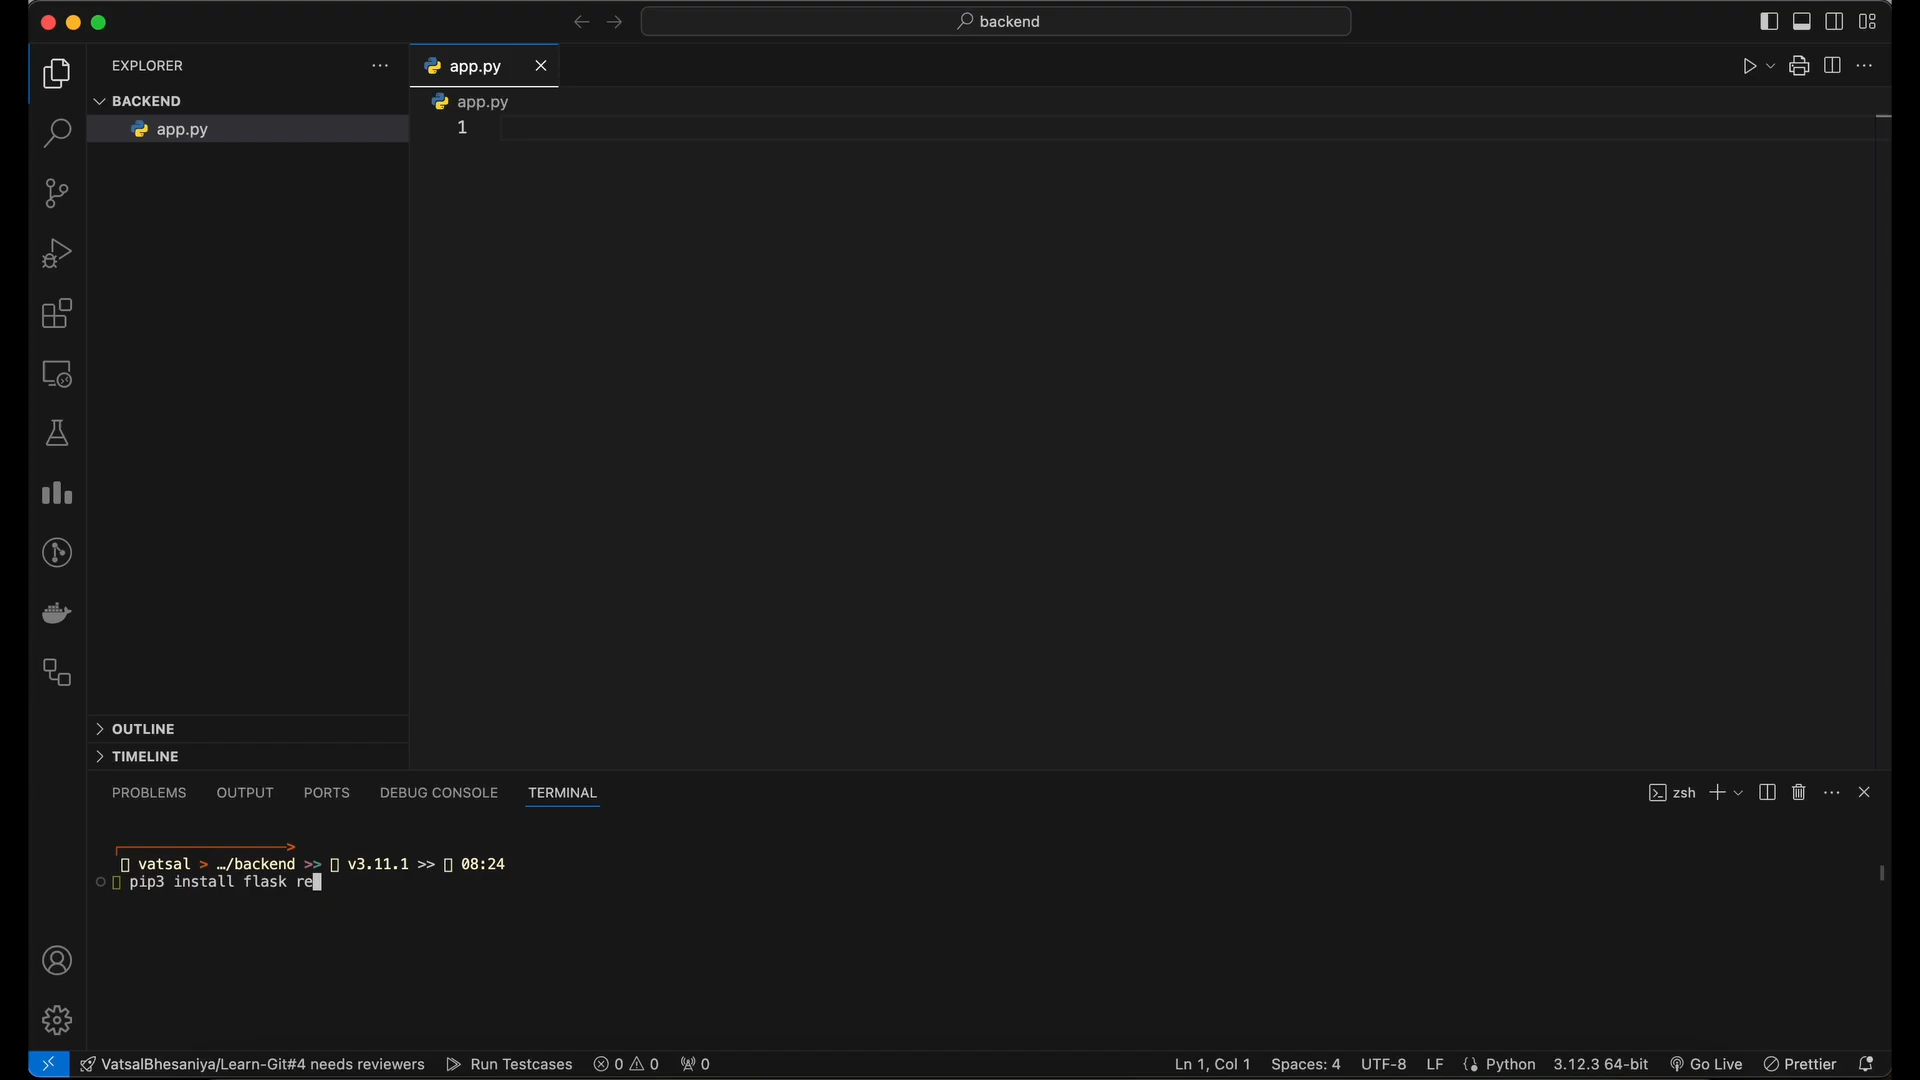 backend
EXPLORER
app.py
BACKEND
app.py
app.py
1
OUTLINE
TIMELINE
PROBLEMS
OUTPUT
PORTS
DEBUG CONSOLE
TERMINAL
zsh
vatsal > …/backend >> v3.11.1 >> 08:24
pip3 install flask re
VatsalBhesaniya/Learn-Git#4 needs reviewers
Run Testcases
0
0
0
Ln 1, Col 1
Spaces: 4
UTF-8
LF
Python
3.12.3 64-bit
Go Live
Prettier